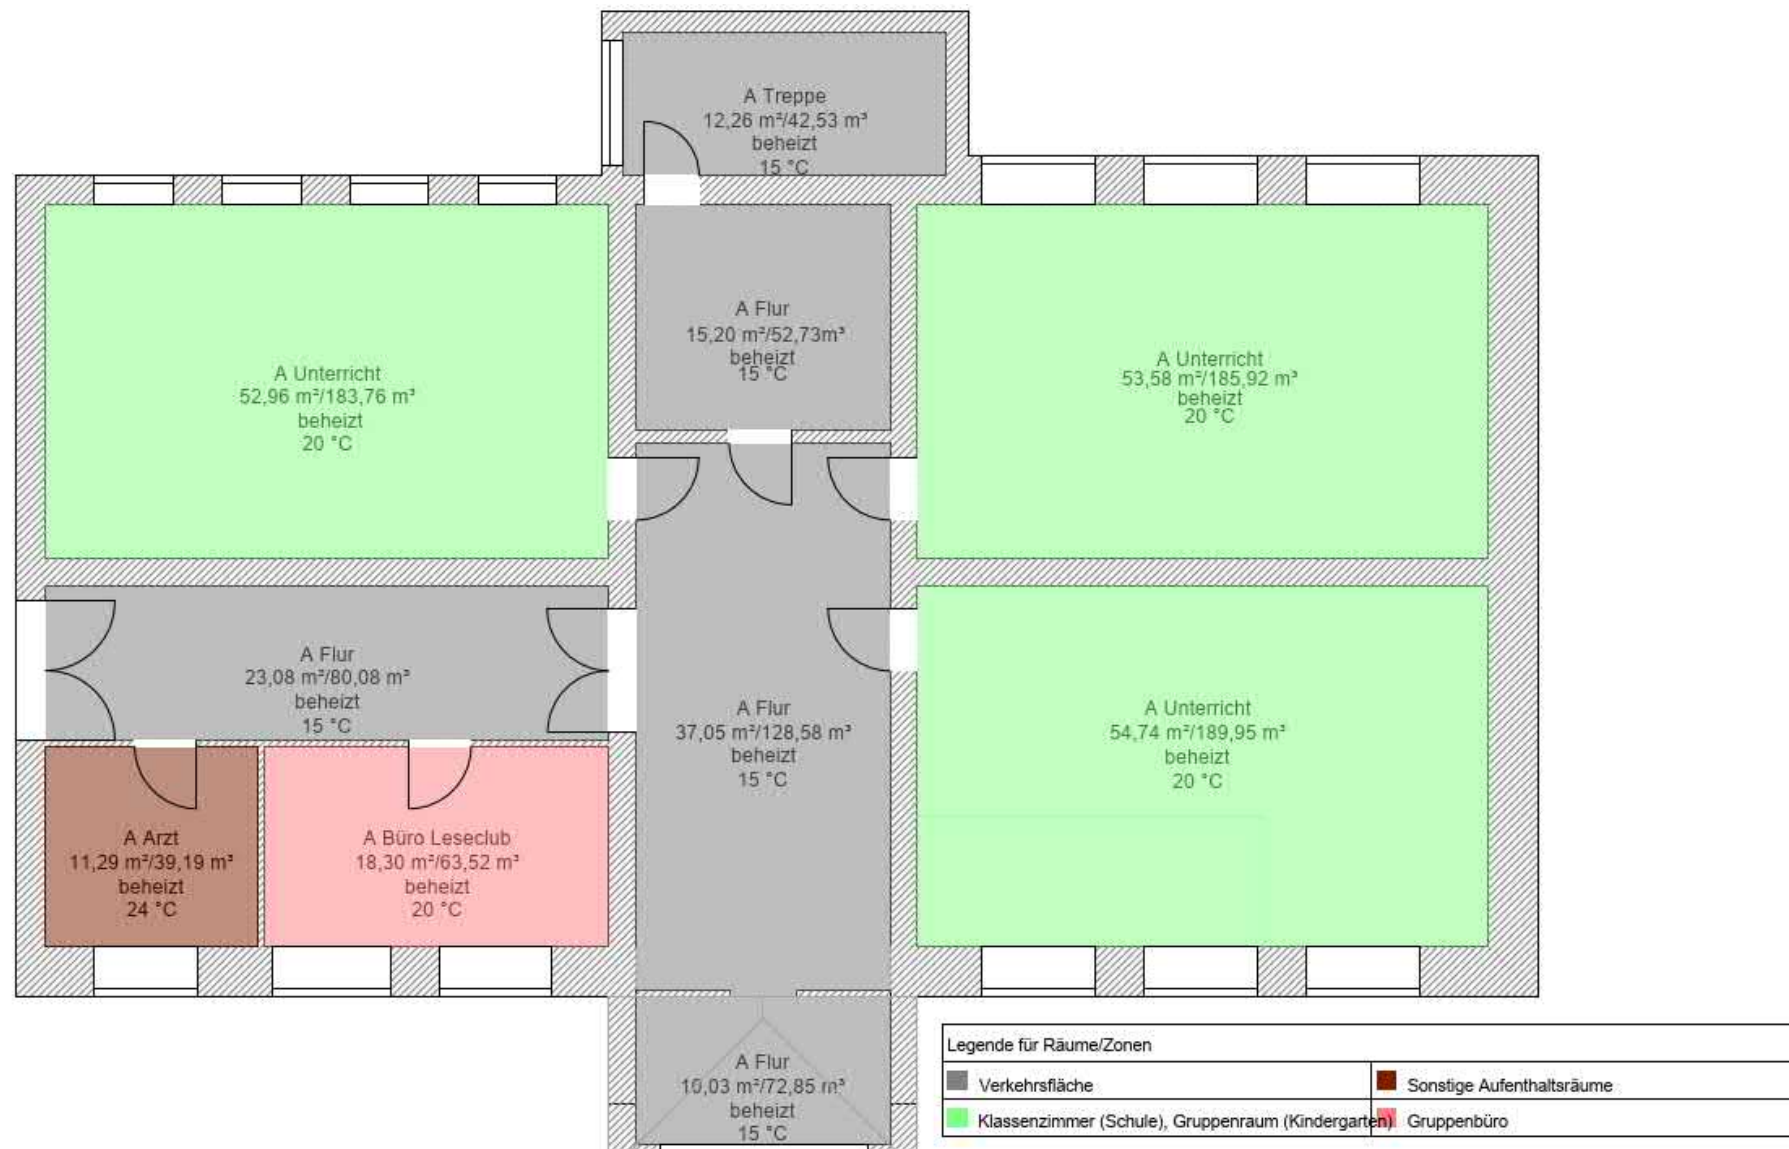 A Treppe
12,26 m²/42,53 m³
beheizt
15 °C
A Flur
15,20 m²/52,73m³
beheizt
15 °C
A Unterricht
52,96 m²/183,76 m³
beheizt
20 °C
A Unterricht
53,58 m²/185,92 m³
beheizt
20 °C
A Flur
23,08 m²/80,08 m³
beheizt
15 °C
A Flur
37,05 m²/128,58 m³
beheizt
15 °C
A Unterricht
54,74 m²/189,95 m³
beheizt
20 °C
A Arzt
11,29 m²/39,19 m³
beheizt
24 °C
A Büro Leseclub
18,30 m²/63,52 m³
beheizt
20 °C
A Flur
10,03 m²/72,85 m³
beheizt
15 °C
Legende für Räume/Zonen
Verkehrsfläche
Sonstige Aufenthaltsräume
Klassenzimmer (Schule), Gruppenraum (Kindergarten)
Gruppenbüro